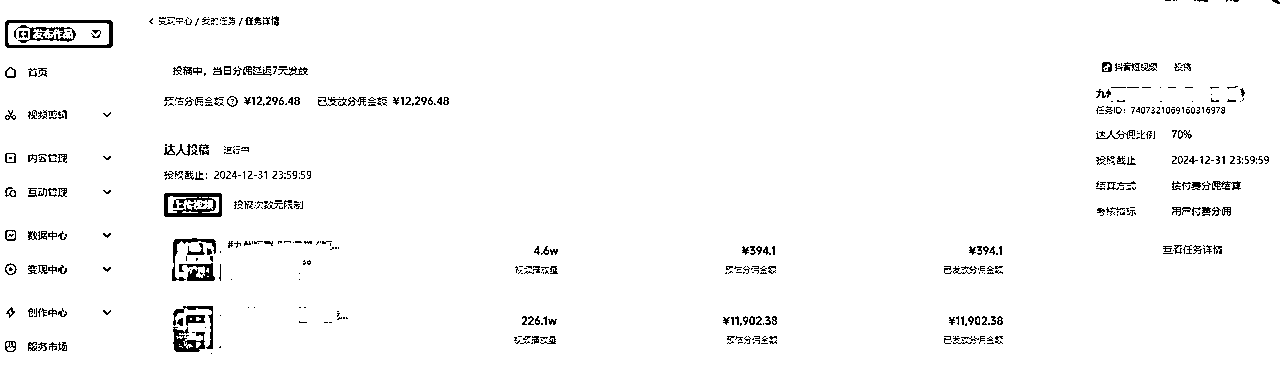 变现中心 / 我的任务 / 任务详情
发布作品
首页
视频剪辑
内容管理
互动管理
数据中心
变现中心
创作中心
服务市场
投稿中，当日分佣延迟7天发放
预估分佣金额 ¥12,296.48 已发放分佣金额 ¥12,296.48
达人投稿 进行中
投稿截止：2024-12-31 23:59:59
上传视频 投稿次数无限制
4.6w ¥394.1 ¥394.1
视频播放量 预估分佣金额 已发放分佣金额
226.1w ¥11,902.38 ¥11,902.38
视频播放量 预估分佣金额 已发放分佣金额
抖音短视频 投稿
任务ID：7407321069160316978
达人分佣比例 70%
投稿截止 2024-12-31 23:59:59
结算方式 按付费分佣结算
考核指标 用户付费分佣
查看任务详情